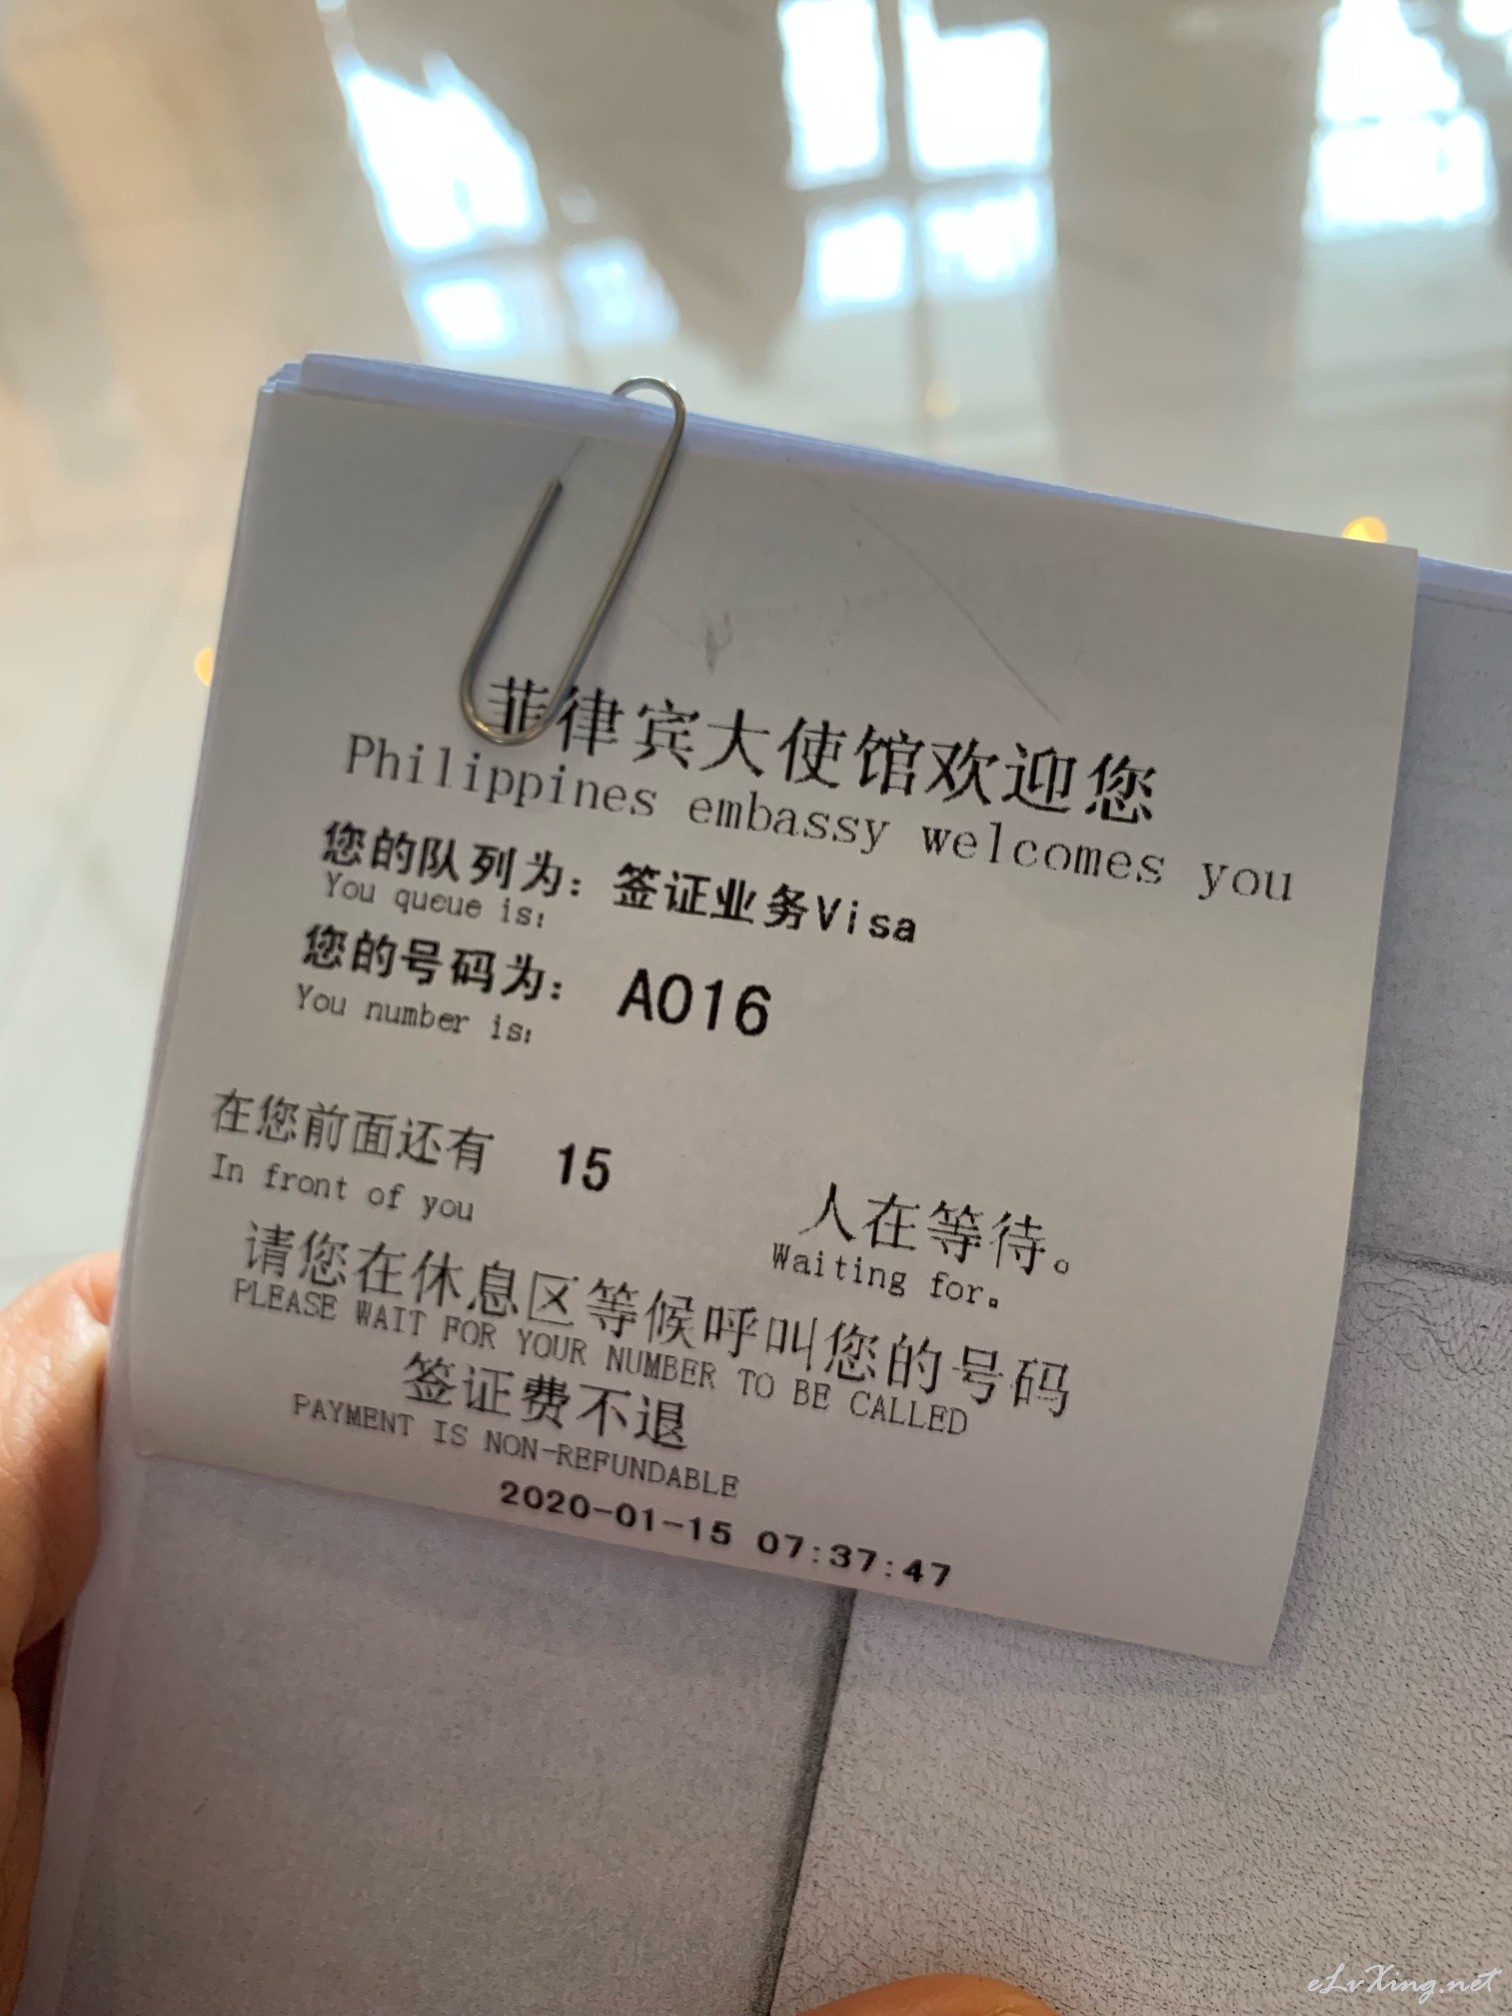 菲律宾大使馆欢迎您
Philippines embassy welcomes you
您的队列为：签证业务Visa
You queue is:
您的号码为： A016
You number is:
在您前面还有 15 人在等待。
In front of you Waiting for.
请您在休息区等候呼叫您的号码
PLEASE WAIT FOR YOUR NUMBER TO BE CALLED
签证费不退
PAYMENT IS NON-REFUNDABLE
2020-01-15 07:37:47
eLvXing.net